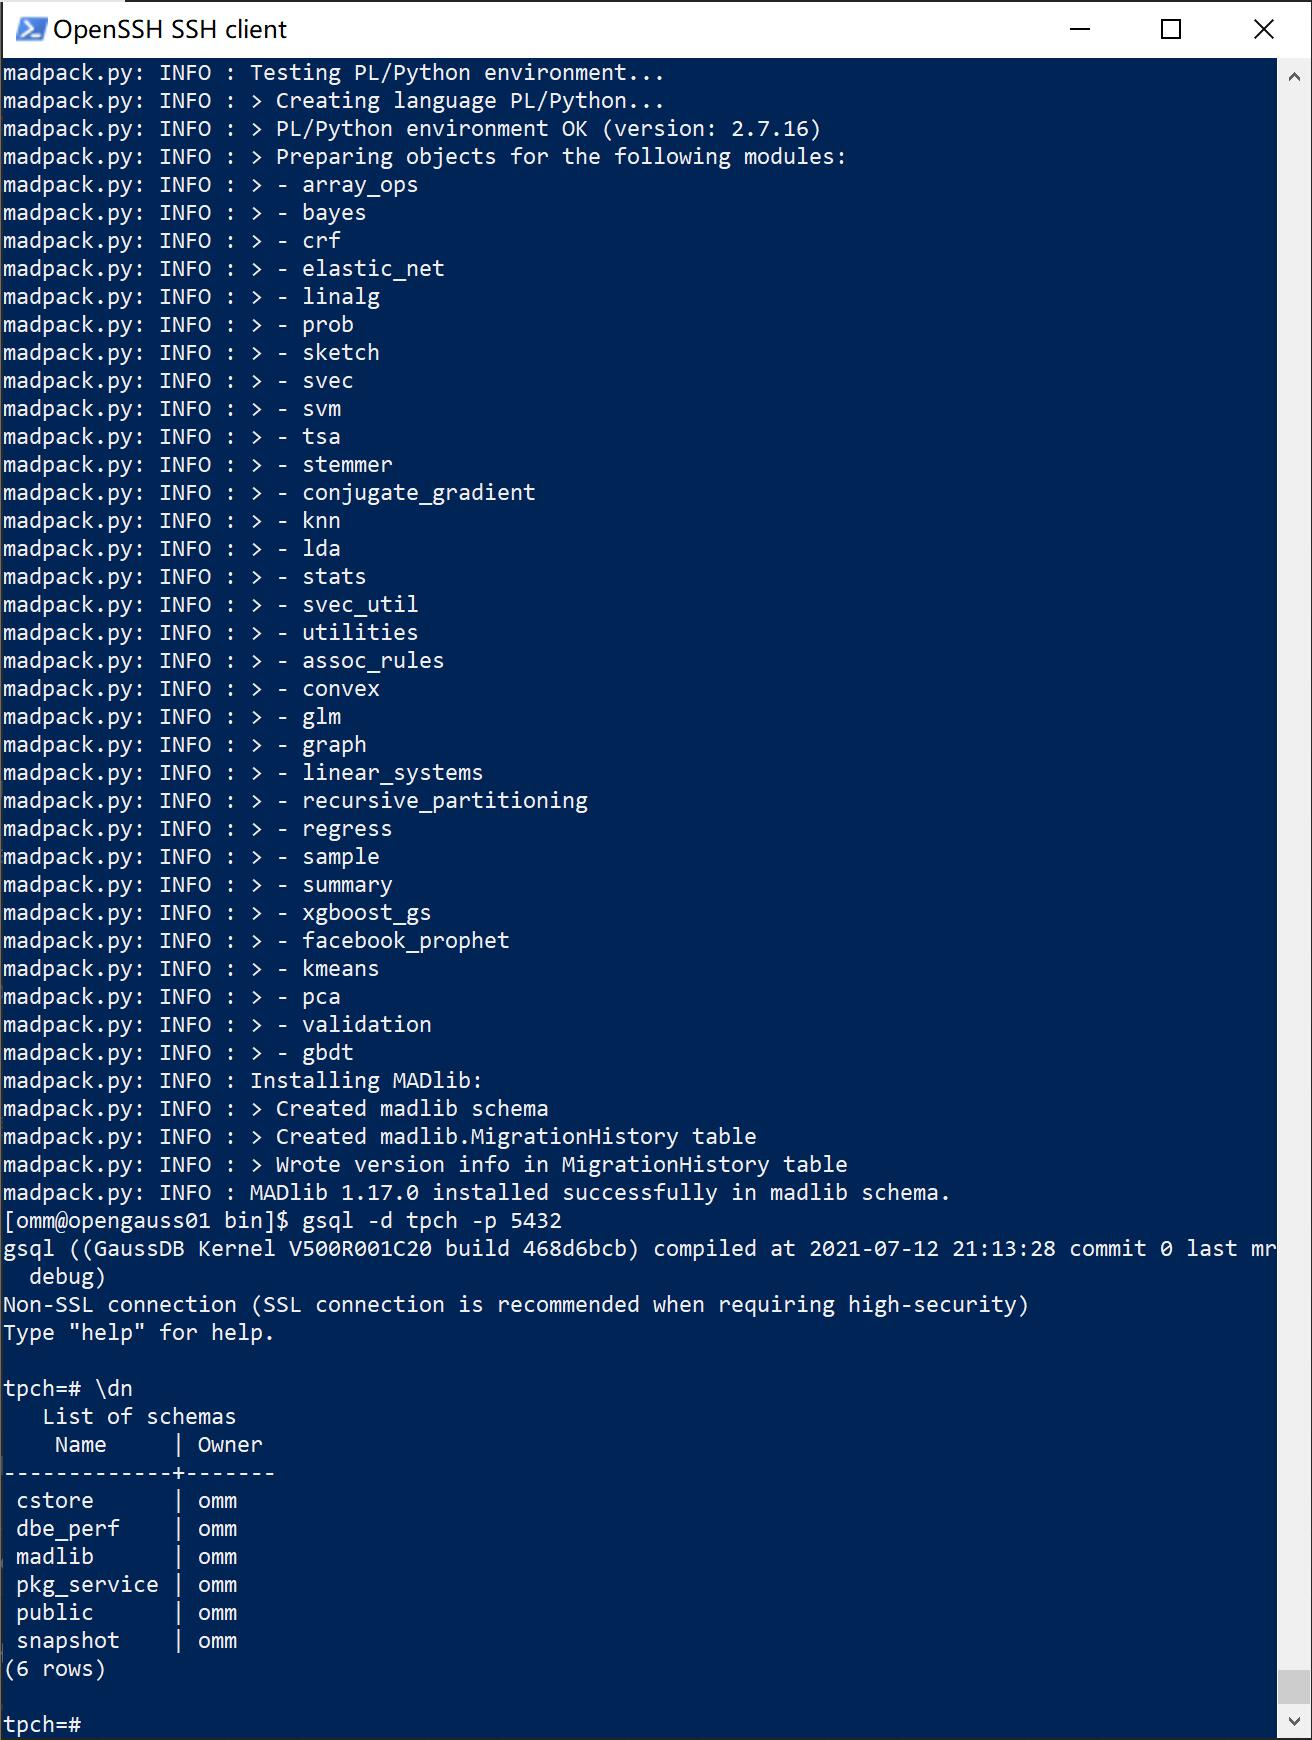 OpenSSH SSH client
madpack.py: INFO : Testing PL/Python environment...
madpack.py: INFO : > Creating language PL/Python...
madpack.py: INFO : > PL/Python environment OK (version: 2.7.16)
madpack.py: INFO : > Preparing objects for the following modules:
madpack.py: INFO : > - array_ops
madpack.py: INFO : > - bayes
madpack.py: INFO : > - crf
madpack.py: INFO : > - elastic_net
madpack.py: INFO : > - linalg
madpack.py: INFO : > - prob
madpack.py: INFO : > - sketch
madpack.py: INFO : > - svec
madpack.py: INFO : > - svm
madpack.py: INFO : > - tsa
madpack.py: INFO : > - stemmer
madpack.py: INFO : > - conjugate_gradient
madpack.py: INFO : > - knn
madpack.py: INFO : > - lda
madpack.py: INFO : > - stats
madpack.py: INFO : > - svec_util
madpack.py: INFO : > - utilities
madpack.py: INFO : > - assoc_rules
madpack.py: INFO : > - convex
madpack.py: INFO : > - glm
madpack.py: INFO : > - graph
madpack.py: INFO : > - linear_systems
madpack.py: INFO : > - recursive_partitioning
madpack.py: INFO : > - regress
madpack.py: INFO : > - sample
madpack.py: INFO : > - summary
madpack.py: INFO : > - xgboost_gs
madpack.py: INFO : > - facebook_prophet
madpack.py: INFO : > - kmeans
madpack.py: INFO : > - pca
madpack.py: INFO : > - validation
madpack.py: INFO : > - gbdt
madpack.py: INFO : Installing MADlib:
madpack.py: INFO : > Created madlib schema
madpack.py: INFO : > Created madlib.MigrationHistory table
madpack.py: INFO : > Wrote version info in MigrationHistory table
madpack.py: INFO : MADlib 1.17.0 installed successfully in madlib schema.
[omm@opengauss01 bin]$ gsql -d tpch -p 5432
gsql ((GaussDB Kernel V500R001C20 build 468d6bcb) compiled at 2021-07-12 21:13:28 commit 0 last mr
  debug)
Non-SSL connection (SSL connection is recommended when requiring high-security)
Type "help" for help.
tpch=# \dn
   List of schemas
    Name     | Owner
-------------+-------
 cstore      | omm
 dbe_perf    | omm
 madlib      | omm
 pkg_service | omm
 public      | omm
 snapshot    | omm
(6 rows)
tpch=#